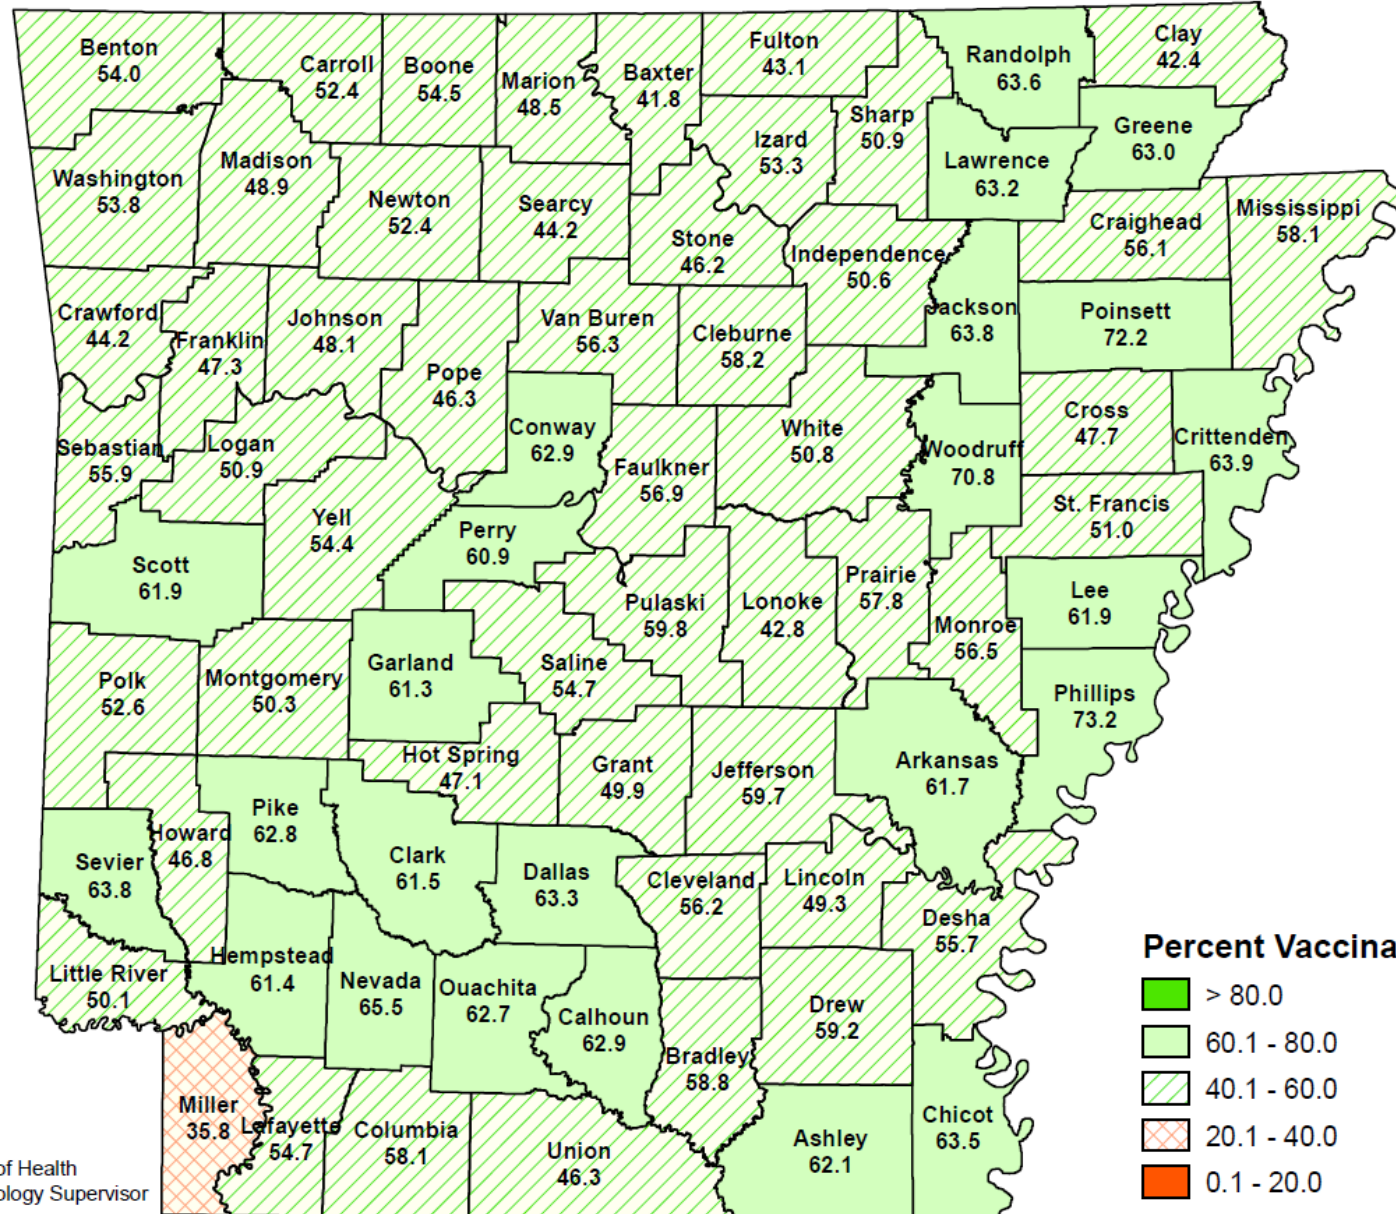 Benton
54.0
Carroll
52.4
Boone
54.5
Marion
48.5
Baxter
41.8
Fulton
43.1
Randolph
63.6
Clay
42.4
Washington
53.8
Madison
48.9
Newton
52.4
Searcy
44.2
Stone
46.2
Izard
53.3
Sharp
50.9
Lawrence
63.2
Greene
63.0
Independence
50.6
Craighead
56.1
Mississippi
58.1
Crawford
44.2
Franklin
47.3
Johnson
48.1
Pope
46.3
Van Buren
56.3
Cleburne
58.2
Jackson
63.8
Poinsett
72.2
Sebastian
55.9
Logan
50.9
Conway
62.9
Faulkner
56.9
White
50.8
Woodruff
70.8
Cross
47.7
Crittenden
63.9
Scott
61.9
Yell
54.4
Perry
60.9
Pulaski
59.8
Lonoke
42.8
Prairie
57.8
Monroe
56.5
St. Francis
51.0
Lee
61.9
Phillips
73.2
Polk
52.6
Montgomery
50.3
Garland
61.3
Saline
54.7
Hot Spring
47.1
Grant
49.9
Jefferson
59.7
Arkansas
61.7
Sevier
63.8
Howard
46.8
Pike
62.8
Clark
61.5
Dallas
63.3
Cleveland
56.2
Lincoln
49.3
Desha
55.7
Little River
50.1
Hempstead
61.4
Nevada
65.5
Ouachita
62.7
Calhoun
62.9
Bradley
58.8
Drew
59.2
Miller
35.8
Lafayette
54.7
Columbia
58.1
Union
46.3
Ashley
62.1
Chicot
63.5
Percent Vaccina
> 80.0
60.1 - 80.0
40.1 - 60.0
20.1 - 40.0
0.1 - 20.0
of Health
ology Supervisor